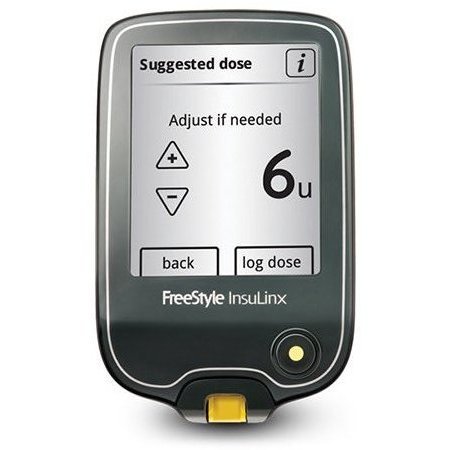 Suggested dose i
Adjust if needed
+
6u
−
back log dose
FreeStyle InsuLinx